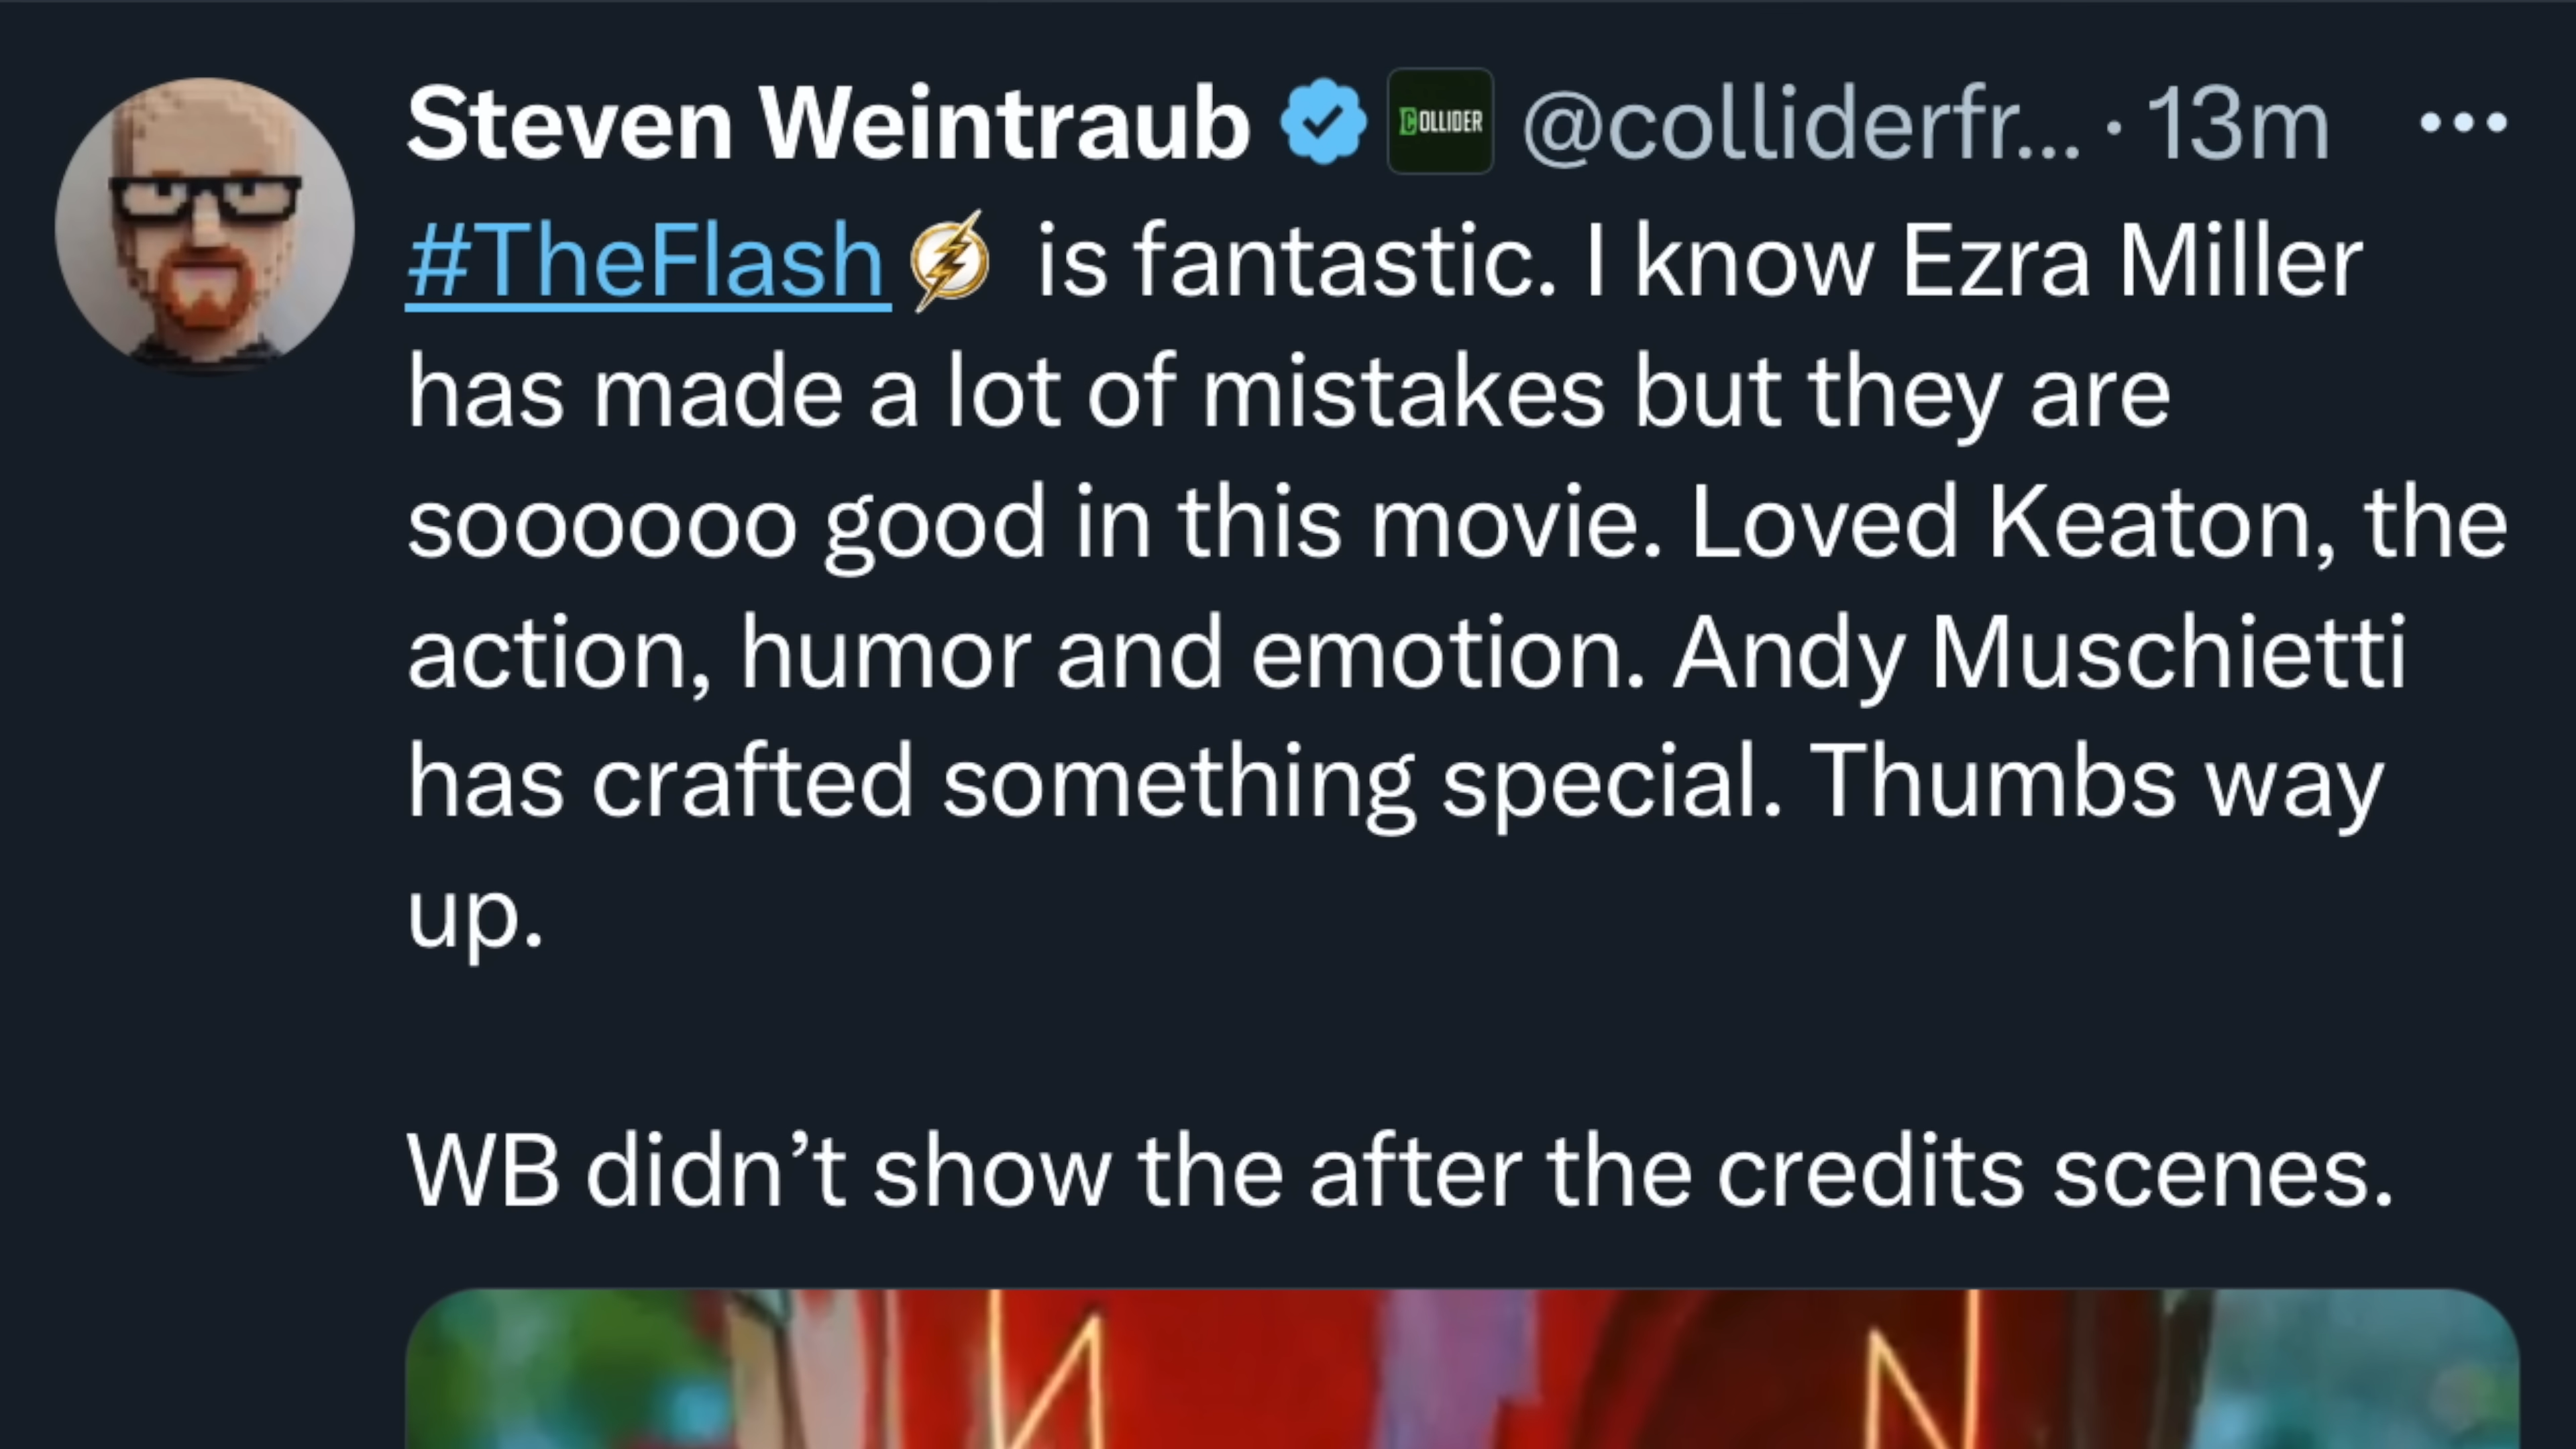 Steven Weintraub COLLIDER @colliderfr... · 13m
#TheFlash is fantastic. I know Ezra Miller
has made a lot of mistakes but they are
soooooo good in this movie. Loved Keaton, the
action, humor and emotion. Andy Muschietti
has crafted something special. Thumbs way
up.
WB didn’t show the after the credits scenes.